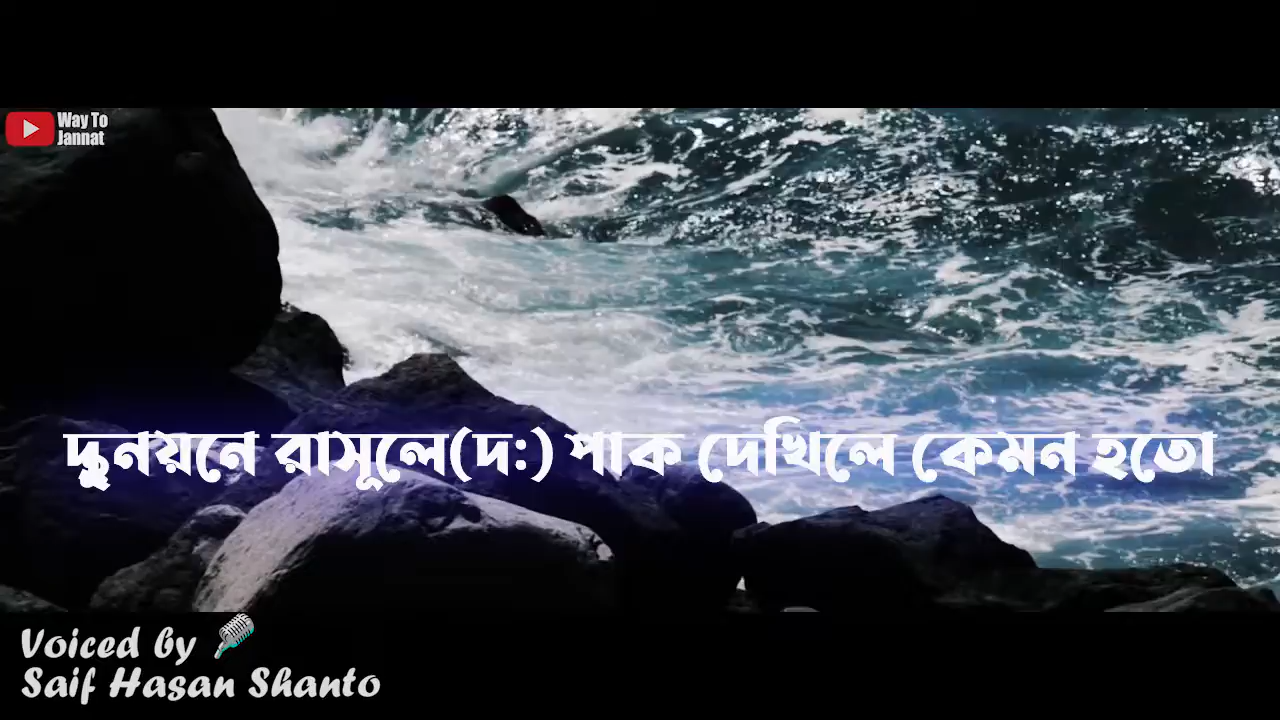 Way To
Jannat
দুনয়নে রাসূলে(দ:) পাক দেখিলে কেমন হতো
Voiced by
Saif Hasan Shanto